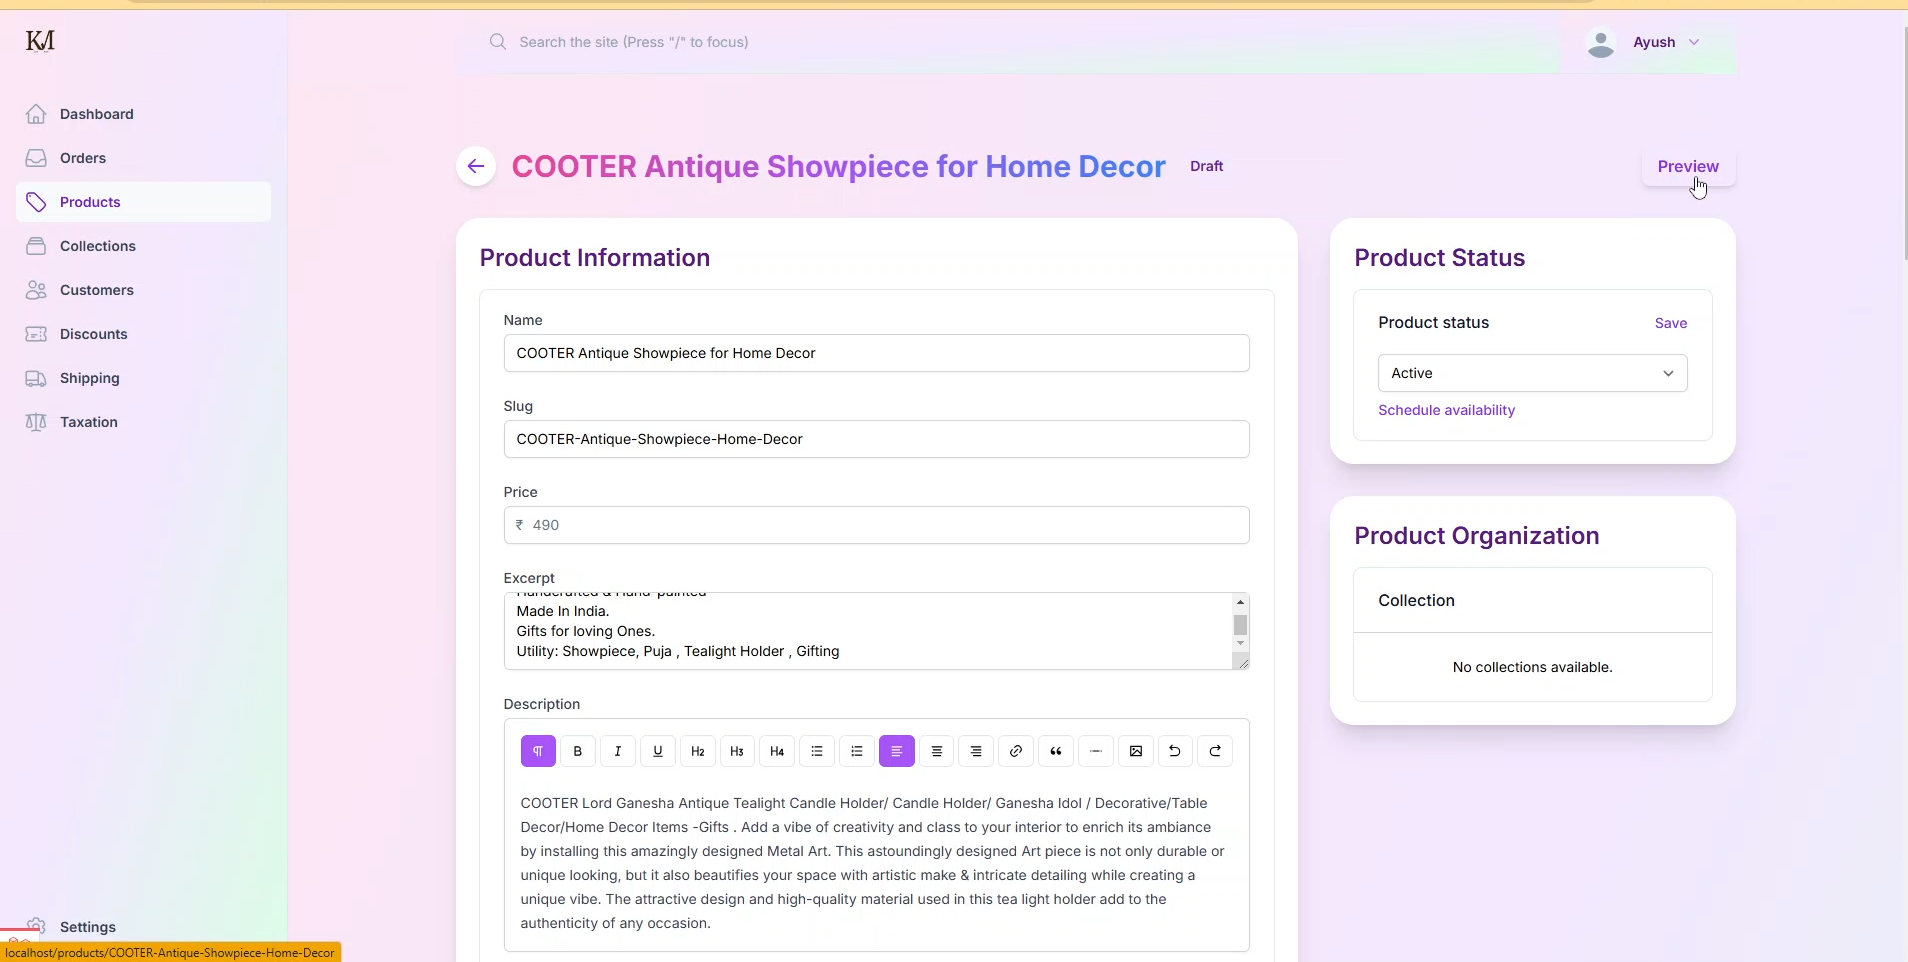 KM
Search the site (Press "/" to focus)
Ayush
Dashboard
Orders
Products
Collections
Customers
Discounts
Shipping
Taxation
Settings
COOTER Antique Showpiece for Home Decor
Draft
Preview
Product Information
Name
COOTER Antique Showpiece for Home Decor
Slug
COOTER-Antique-Showpiece-Home-Decor
Price
₹ 490
Excerpt
Handcrafted & Hand-painted
Made In India.
Gifts for loving Ones.
Utility: Showpiece, Puja , Tealight Holder , Gifting
Description
¶ B I U H2 H3 H4
COOTER Lord Ganesha Antique Tealight Candle Holder/ Candle Holder/ Ganesha Idol / Decorative/Table
Decor/Home Decor Items -Gifts . Add a vibe of creativity and class to your interior to enrich its ambiance
by installing this amazingly designed Metal Art. This astoundingly designed Art piece is not only durable or
unique looking, but it also beautifies your space with artistic make & intricate detailing while creating a
unique vibe. The attractive design and high-quality material used in this tea light holder add to the
authenticity of any occasion.
Product Status
Product status
Save
Active
Schedule availability
Product Organization
Collection
No collections available.
localhost/products/COOTER-Antique-Showpiece-Home-Decor